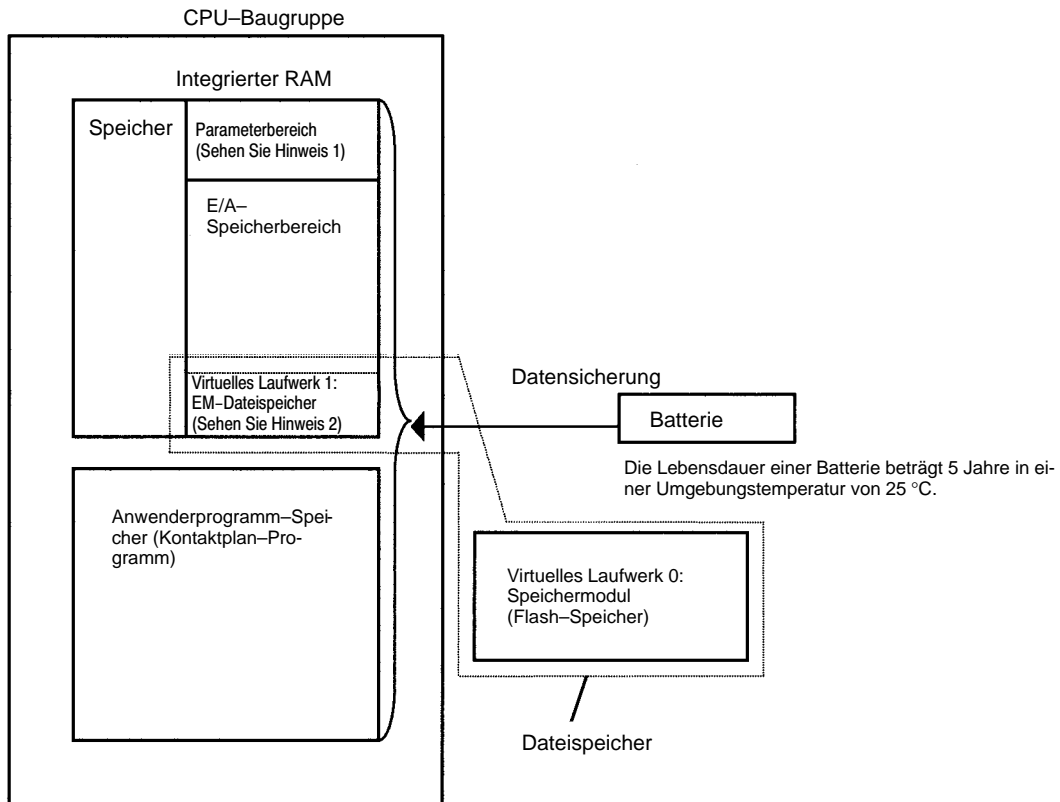 CPU–Baugruppe
Integrierter RAM
Speicher
Parameterbereich
(Sehen Sie Hinweis 1)
E/A–
Speicherbereich
Virtuelles Laufwerk 1:
EM–Dateispeicher
(Sehen Sie Hinweis 2)
Datensicherung
Batterie
Die Lebensdauer einer Batterie beträgt 5 Jahre in ei-
ner Umgebungstemperatur von 25 °C.
Anwenderprogramm–Spei-
cher (Kontaktplan–Pro-
gramm)
Virtuelles Laufwerk 0:
Speichermodul
(Flash–Speicher)
Dateispeicher